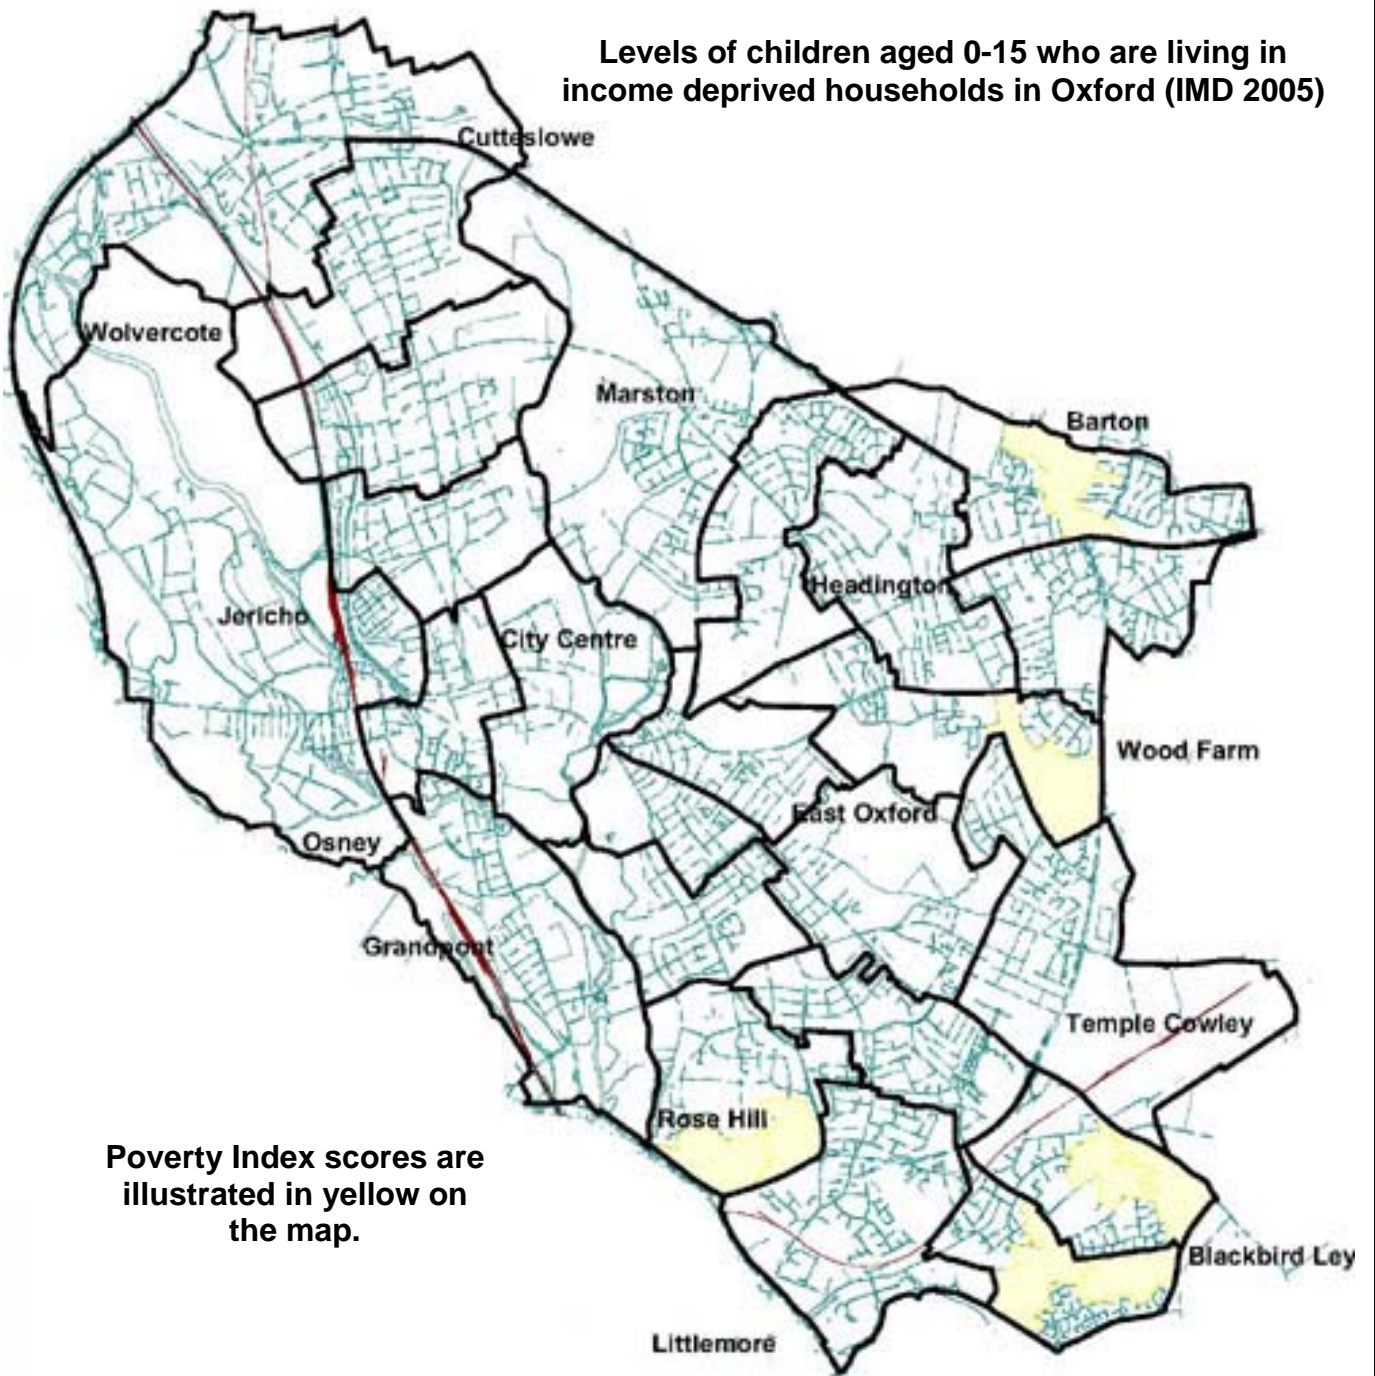 Levels of children aged 0-15 who are living in
income deprived households in Oxford (IMD 2005)
Cutteslowe
Wolvercote
Marston
Barton
Headington
Jericho
City Centre
Wood Farm
East Oxford
Osney
Grandpont
Temple Cowley
Rose Hill
Poverty Index scores are
illustrated in yellow on
the map.
Blackbird Ley
Littlemore